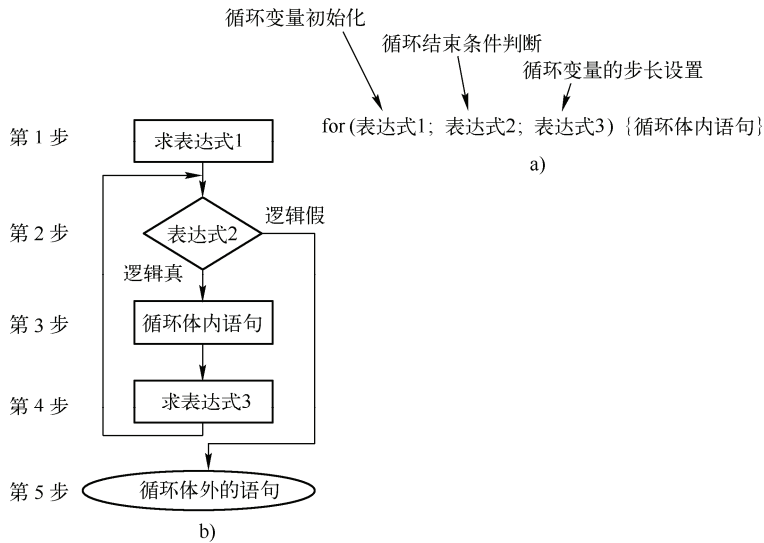 循环变量初始化
循环结束条件判断
循环变量的步长设置
for (表达式1; 表达式2; 表达式3) {循环体内语句}
a)
第 1 步
求表达式1
第 2 步
表达式2
逻辑假
逻辑真
第 3 步
循环体内语句
第 4 步
求表达式3
第 5 步
循环体外的语句
b)